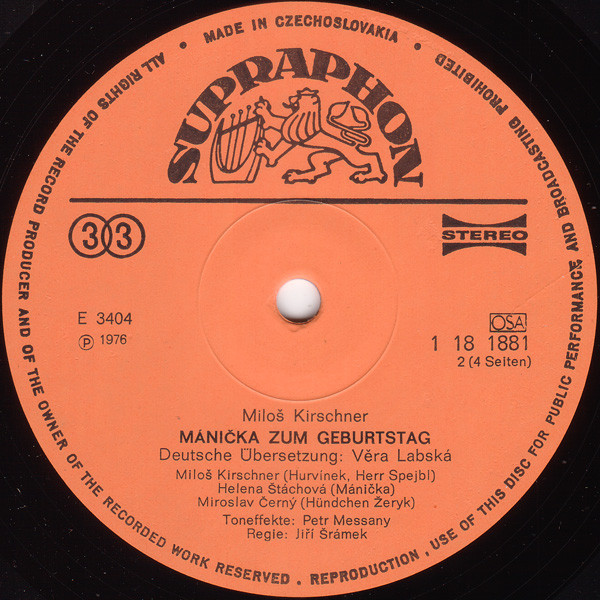 ALL RIGHTS OF THE RECORD PRODUCER AND OF THE OWNER OF THE RECORDED WORK RESERVED . REPRODUCTION , USE OF THIS DISC FOR PUBLIC PERFORMANCE AND BROADCASTING PROHIBITED
• MADE IN CZECHOSLOVAKIA •
SUPRAPHON
33
STEREO
E 3404
℗ 1976
OSA
1 18 1881
2 (4 Seiten)
Miloš Kirschner
MÁNIČKA ZUM GEBURTSTAG
Deutsche Übersetzung: Věra Labská
Miloš Kirschner (Hurvínek, Herr Spejbl)
Helena Štáchová (Mánička)
Miroslav Černý (Hündchen Žeryk)
Toneffekte: Petr Messany
Regie: Jiří Šrámek